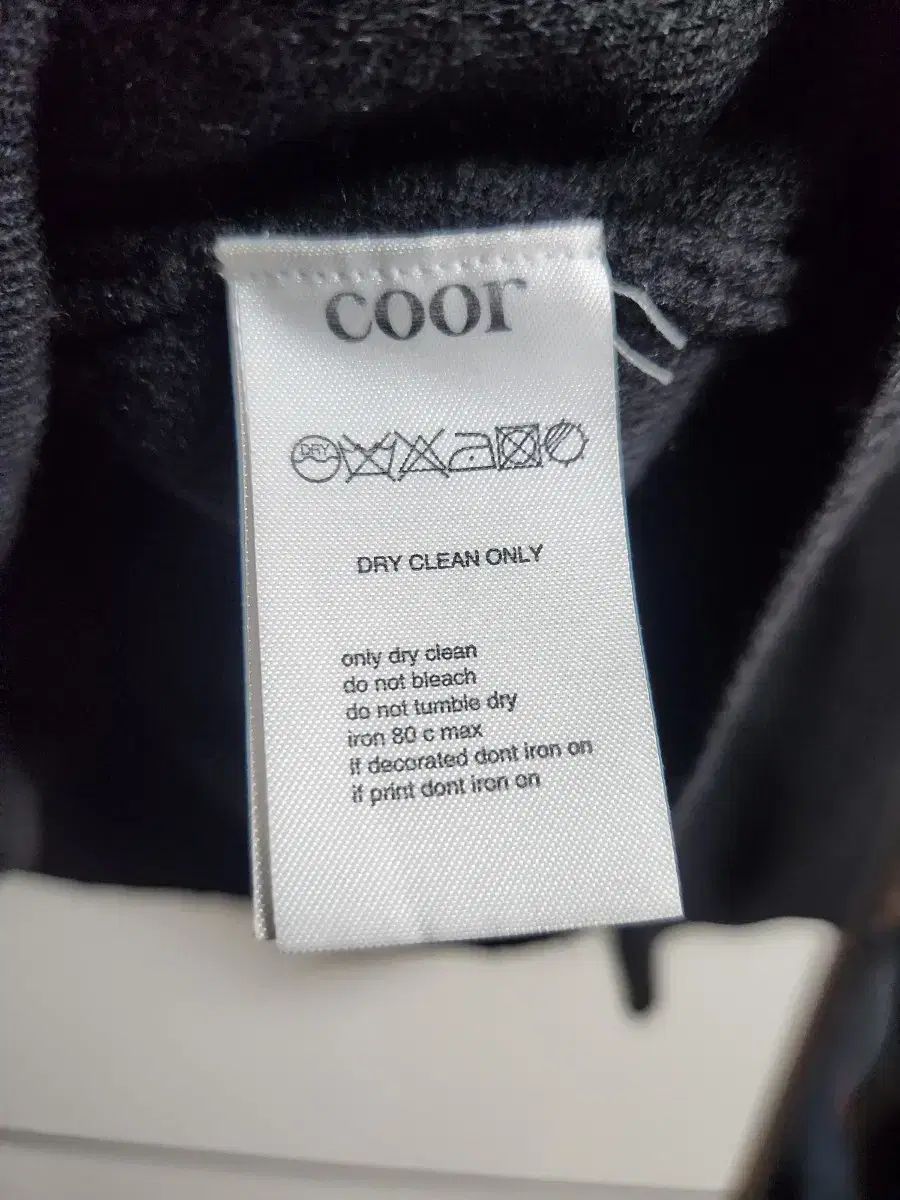 coor
DRY
DRY CLEAN ONLY
only dry clean
do not bleach
do not tumble dry
iron 80 c max
if decorated dont iron on
if print dont iron on